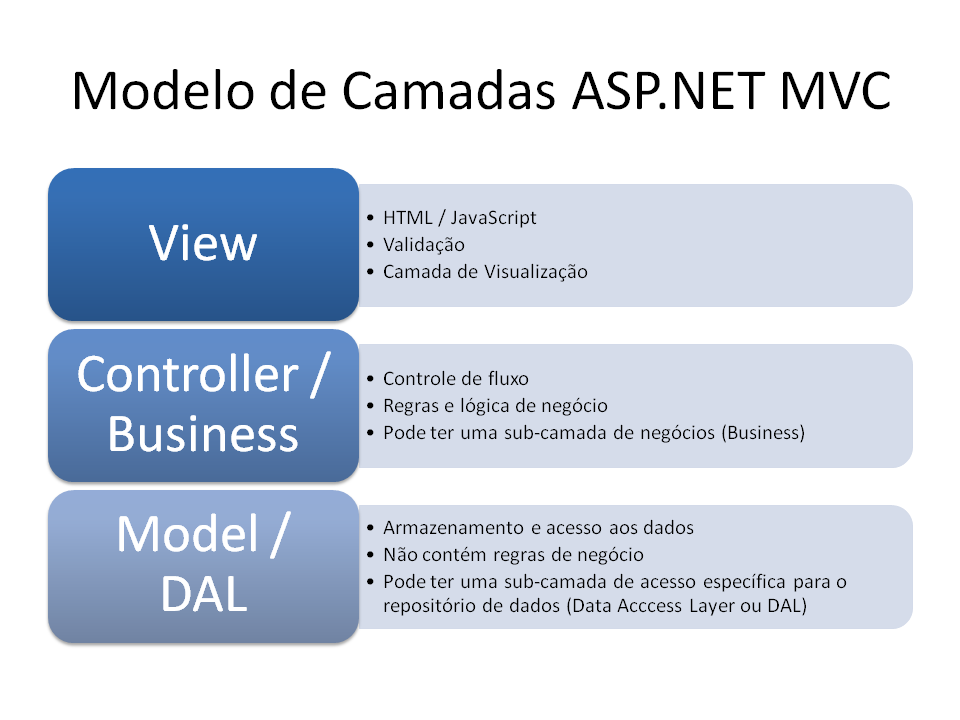 Modelo de Camadas ASP.NET MVC
View
• HTML / JavaScript
• Validação
• Camada de Visualização
Controller /
Business
• Controle de fluxo
• Regras e lógica de negócio
• Pode ter uma sub-camada de negócios (Business)
Model /
DAL
• Armazenamento e acesso aos dados
• Não contém regras de negócio
• Pode ter uma sub-camada de acesso específica para o
repositório de dados (Data Acccess Layer ou DAL)